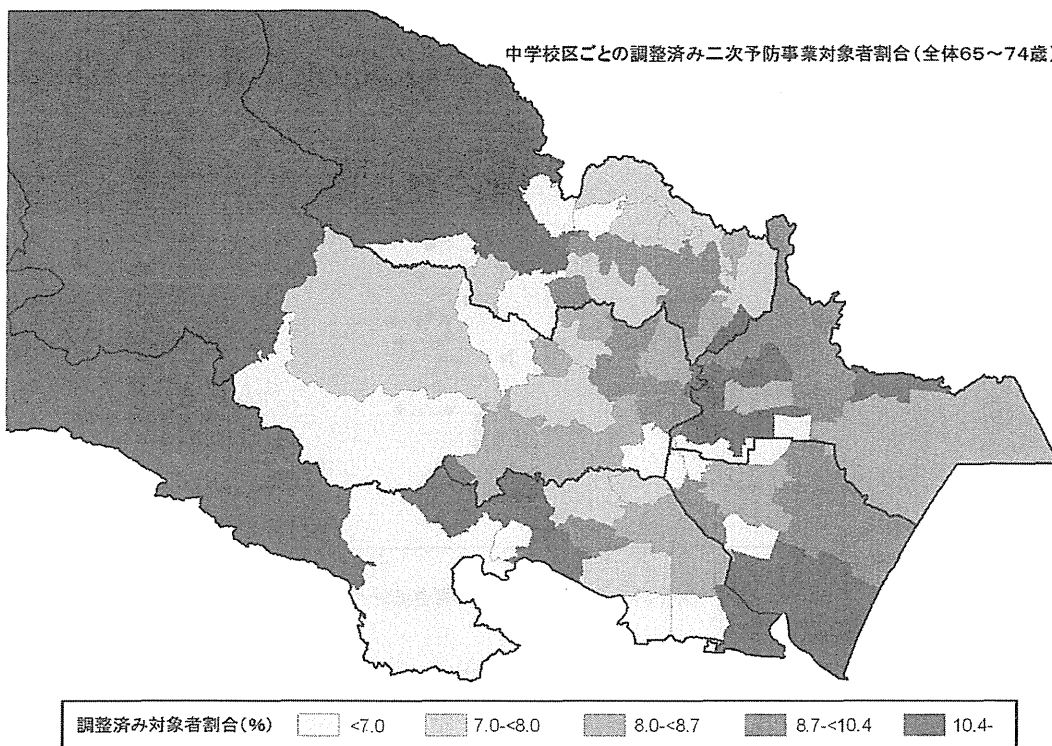 中学校区ごとの調整済み二次予防事業対象者割合(全体65~74歳)
調整済み対象者割合(%) <7.0 7.0-<8.0 8.0-<8.7 8.7-<10.4 10.4-